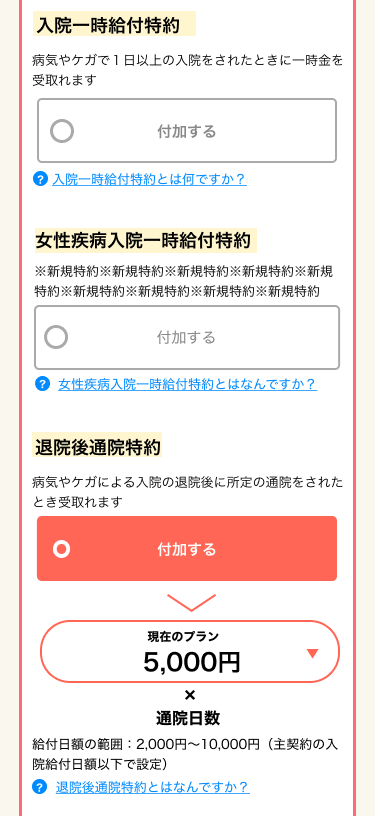 入院一時給付特約
病気やケガで１日以上の入院をされたときに一時金を
受取れます
付加する
? 入院一時給付特約とは何ですか？
女性疾病入院一時給付特約
※新規特約※新規特約※新規特約※新規特約※新規
特約※新規特約※新規特約※新規特約※新規特約
付加する
? 女性疾病入院一時給付特約とはなんですか？
退院後通院特約
病気やケガによる入院の退院後に所定の通院をされた
とき受取れます
付加する
現在のプラン
5,000円
×
通院日数
給付日額の範囲：2,000円〜10,000円（主契約の入
院給付日額以下で設定）
? 退院後通院特約とはなんですか？